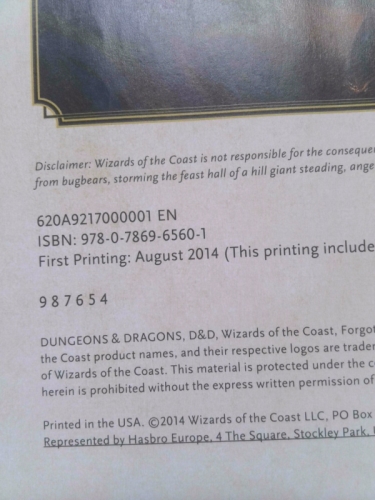 Disclaimer: Wizards of the Coast is not responsible for the
from bugbears, storming the feast hall of a hill giant steading,
620A9217000001 EN
ISBN: 978-0-7869-6560-1
First Printing: August 2014 (This printing
9 8 7 6 5 4
DUNGEONS & DRAGONS, D&D, Wizards of the Coast,
the Coast product names, and their respective logos are
of Wizards of the Coast. This material is protected under the
herein is prohibited without the express written permission of
Printed in the USA. ©2014 Wizards of the Coast LLC, PO Box
Represented by Hasbro Europe, 4 The Square, Stockley Park,